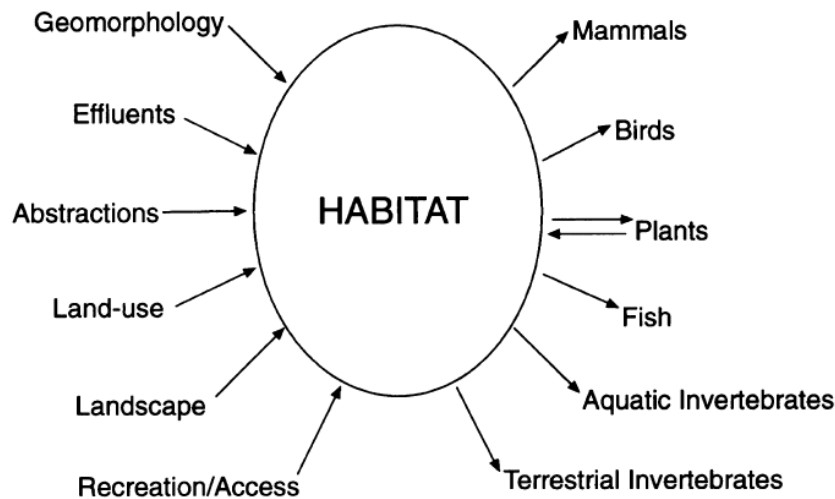 Geomorphology
Effluents
Abstractions
Land-use
Landscape
Recreation/Access
HABITAT
Mammals
Birds
Plants
Fish
Aquatic Invertebrates
Terrestrial Invertebrates